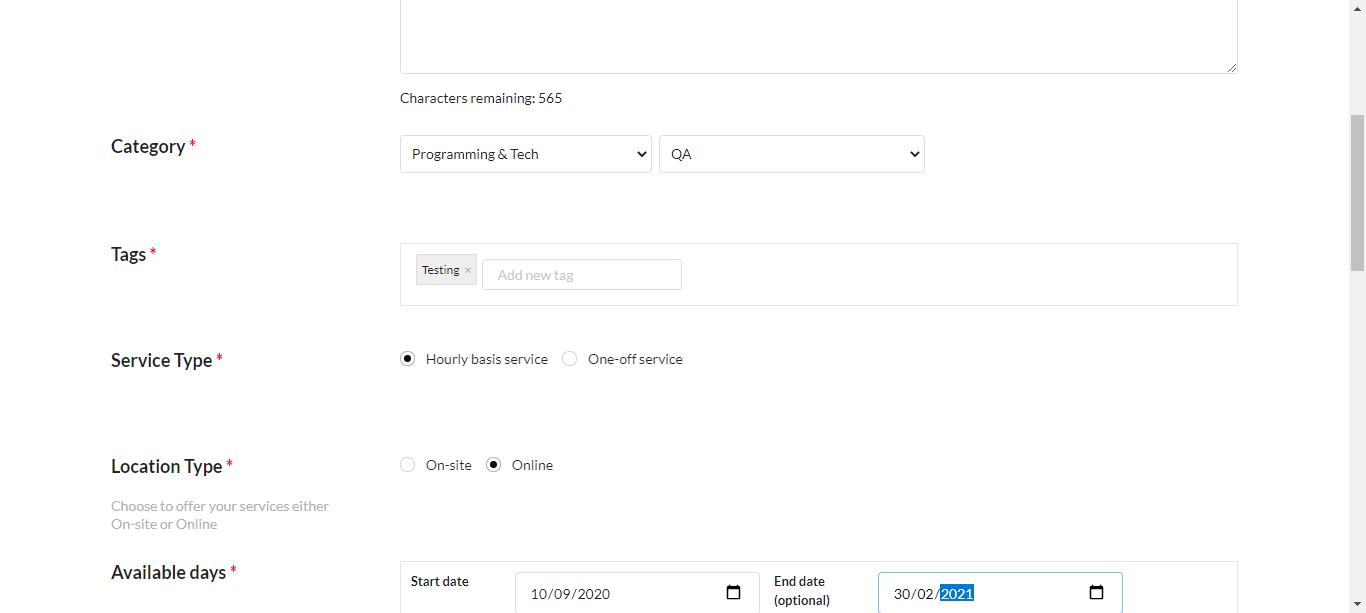 Characters remaining: 565
Category *
Programming & Tech
QA
Tags *
Testing ×
Add new tag
Service Type *
Hourly basis service
One-off service
Location Type *
On-site
Online
Choose to offer your services either
On-site or Online
Available days *
Start date
10/09/2020
End date
(optional)
30/02/2021